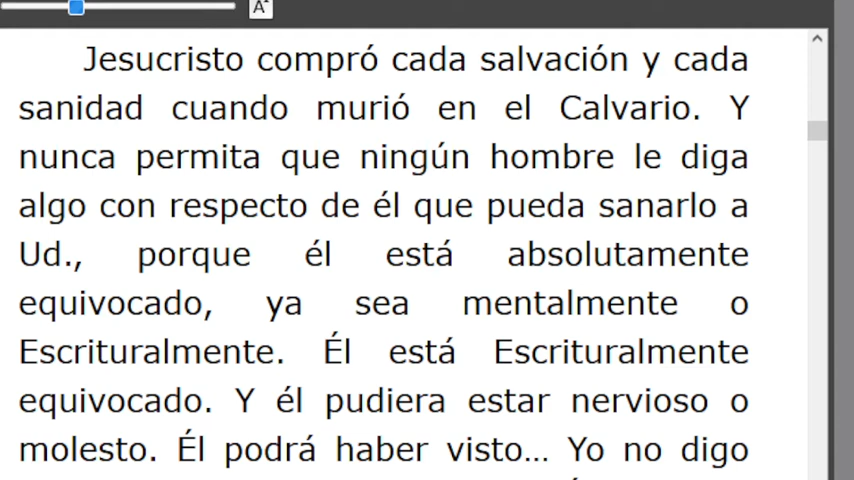 A
Jesucristo compró cada salvación y cada
sanidad cuando murió en el Calvario. Y
nunca permita que ningún hombre le diga
algo con respecto de él que pueda sanarlo a
Ud., porque él está absolutamente
equivocado, ya sea mentalmente o
Escrituralmente. Él está Escrituralmente
equivocado. Y él pudiera estar nervioso o
molesto. Él podrá haber visto... Yo no digo